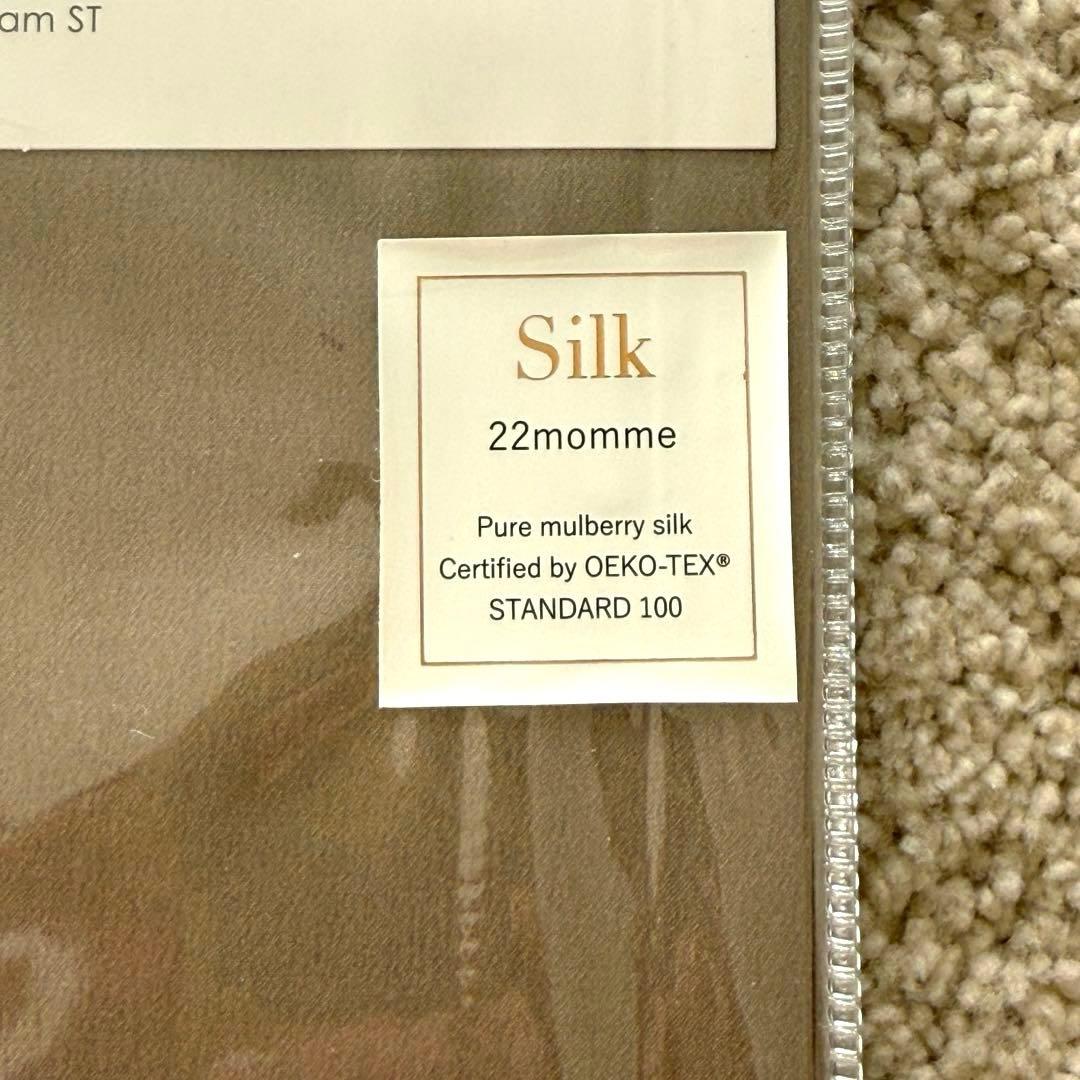 am ST
Silk
22momme
Pure mulberry silk
Certified by OEKO-TEX®
STANDARD 100